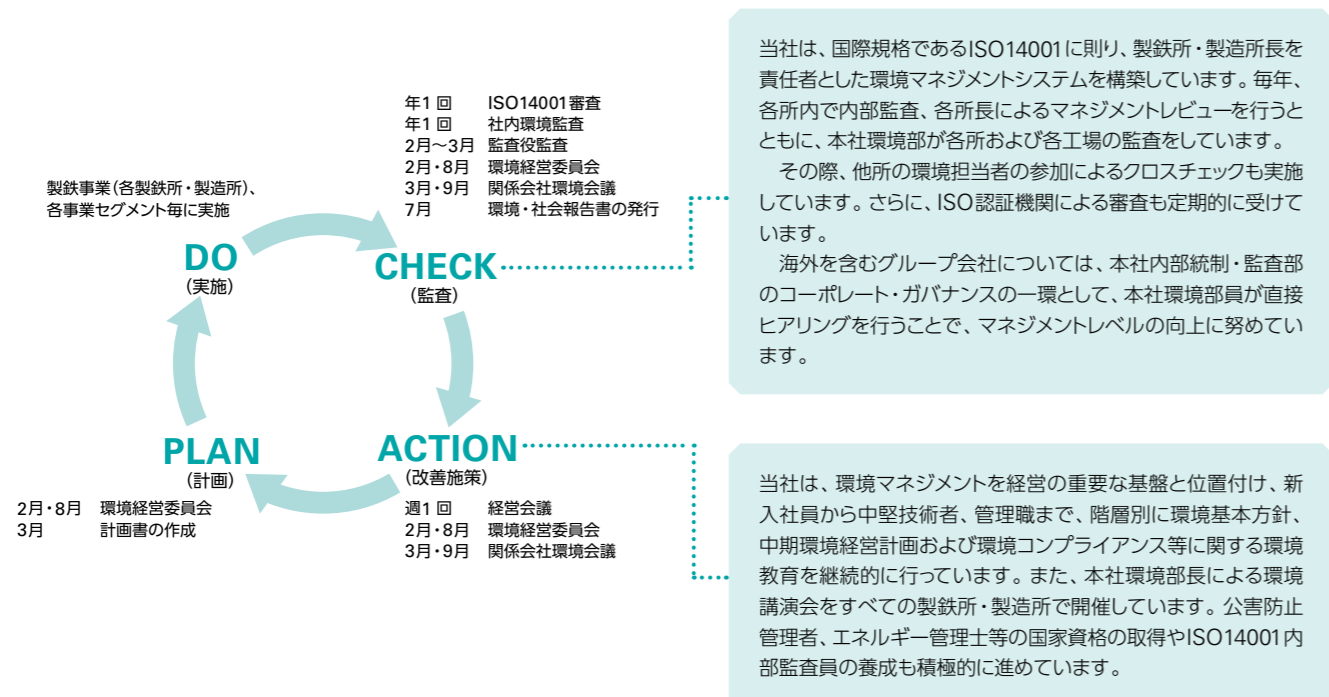 年1回 ISO14001審査
年1回 社内環境監査
2月～3月 監査役監査
2月・8月 環境経営委員会
3月・9月 関係会社環境会議
7月 環境・社会報告書の発行
製鉄事業(各製鉄所・製造所)、
各事業セグメント毎に実施
DO
(実施)
CHECK
(監査)
PLAN
(計画)
2月・8月 環境経営委員会
3月 計画書の作成
ACTION
(改善施策)
週1回 経営会議
2月・8月 環境経営委員会
3月・9月 関係会社環境会議
当社は、国際規格であるISO14001に則り、製鉄所・製造所長を
責任者とした環境マネジメントシステムを構築しています。毎年、
各所内で内部監査、各所長によるマネジメントレビューを行うと
ともに、本社環境部が各所および各工場の監査をしています。
その際、他所の環境担当者の参加によるクロスチェックも実施
しています。さらに、ISO認証機関による審査も定期的に受けて
います。
海外を含むグループ会社については、本社内部統制・監査部
のコーポレート・ガバナンスの一環として、本社環境部員が直接
ヒアリングを行うことで、マネジメントレベルの向上に努めてい
ます。
当社は、環境マネジメントを経営の重要な基盤と位置付け、新
入社員から中堅技術者、管理職まで、階層別に環境基本方針、
中期環境経営計画および環境コンプライアンス等に関する環境
教育を継続的に行っています。また、本社環境部長による環境
講演会をすべての製鉄所・製造所で開催しています。公害防止
管理者、エネルギー管理士等の国家資格の取得やISO14001内
部監査員の養成も積極的に進めています。